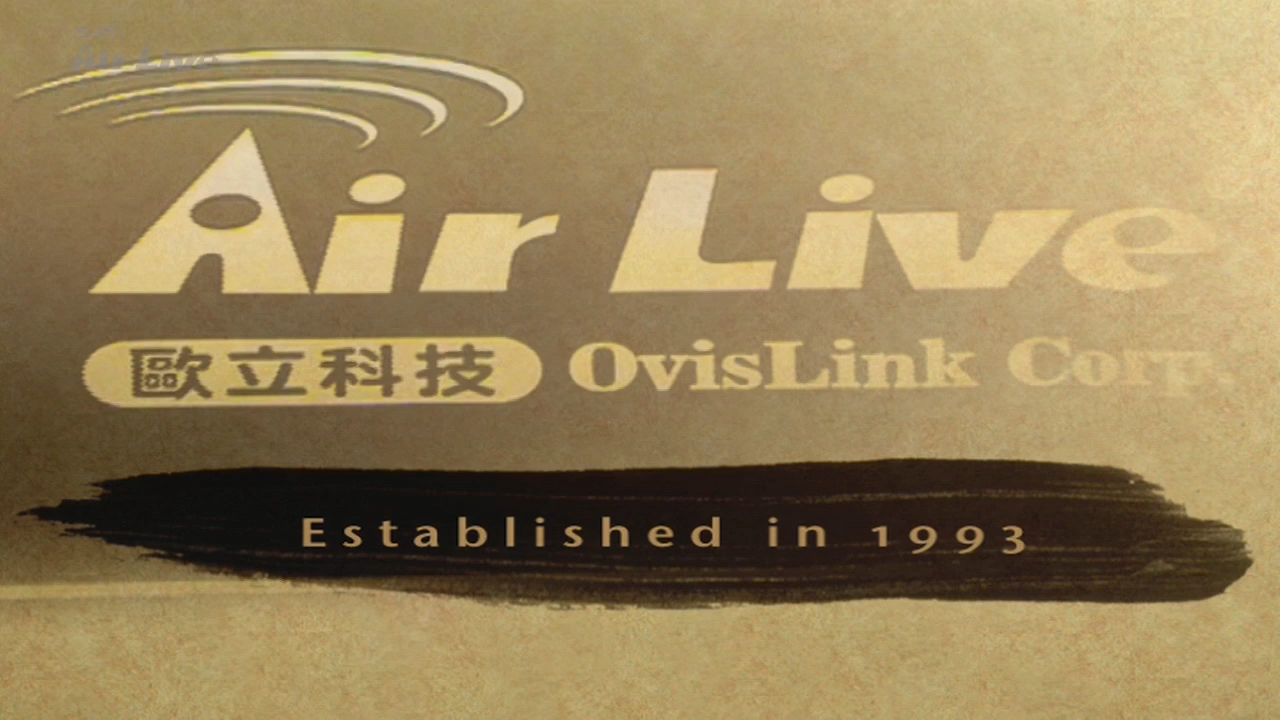 Air Live
歐立科技 OvisLink Corp.
Established in 1993